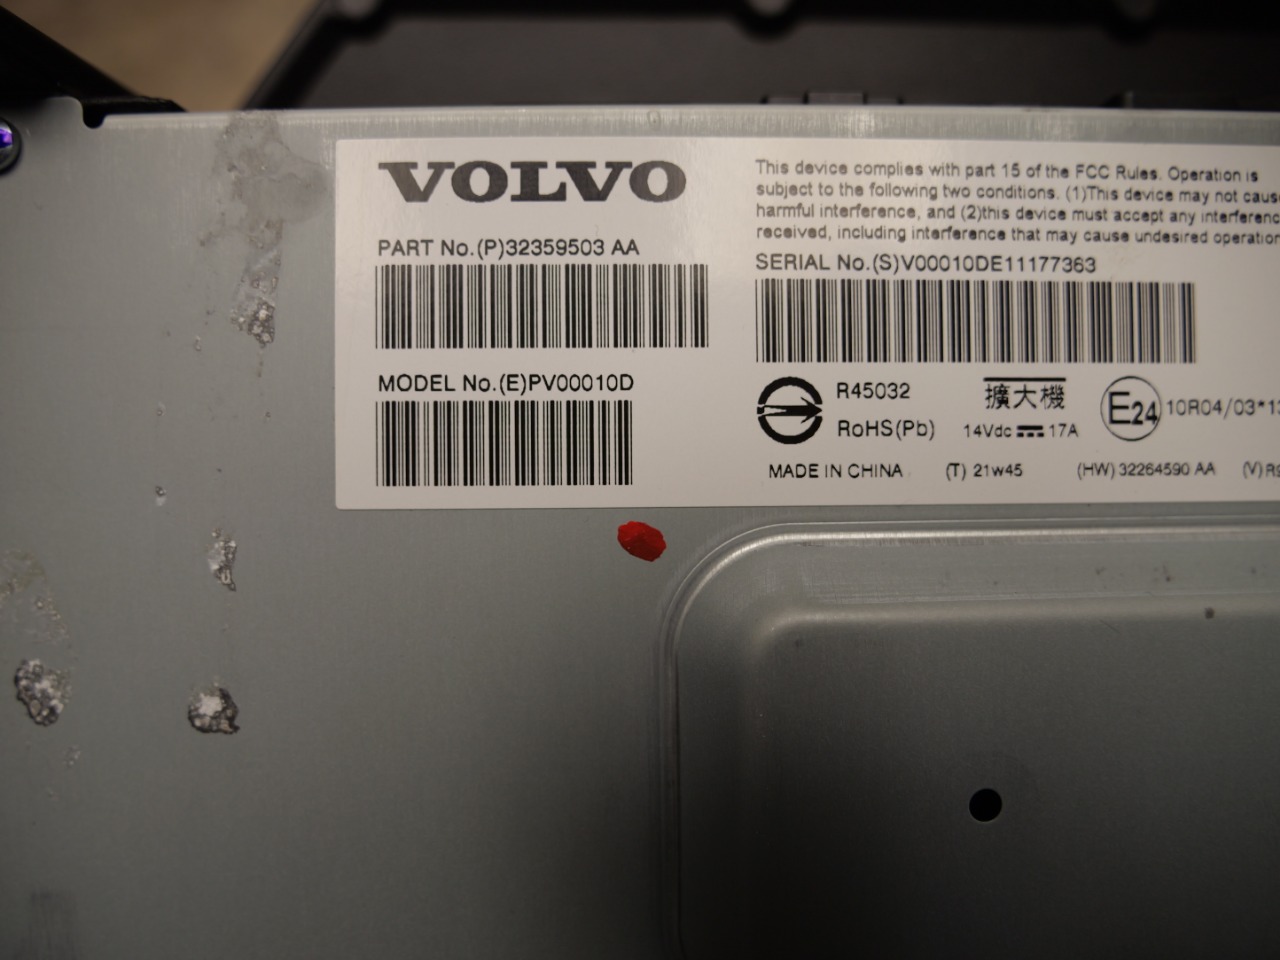 VOLVO
PART No.(P)32359503 AA
MODEL No.(E)PV00010D
This device complies with part 15 of the FCC Rules. Operation is
subject to the following two conditions. (1)This device may not
harmful interference, and (2)this device must accept any
received, including interference that may cause undesired
SERIAL No.(S)V00010DE11177363
R45032
RoHS(Pb)
擴大機
14Vdc 17A
E24
10R04/03*13
MADE IN CHINA (T) 21w45 (HW) 32264590 AA (V)